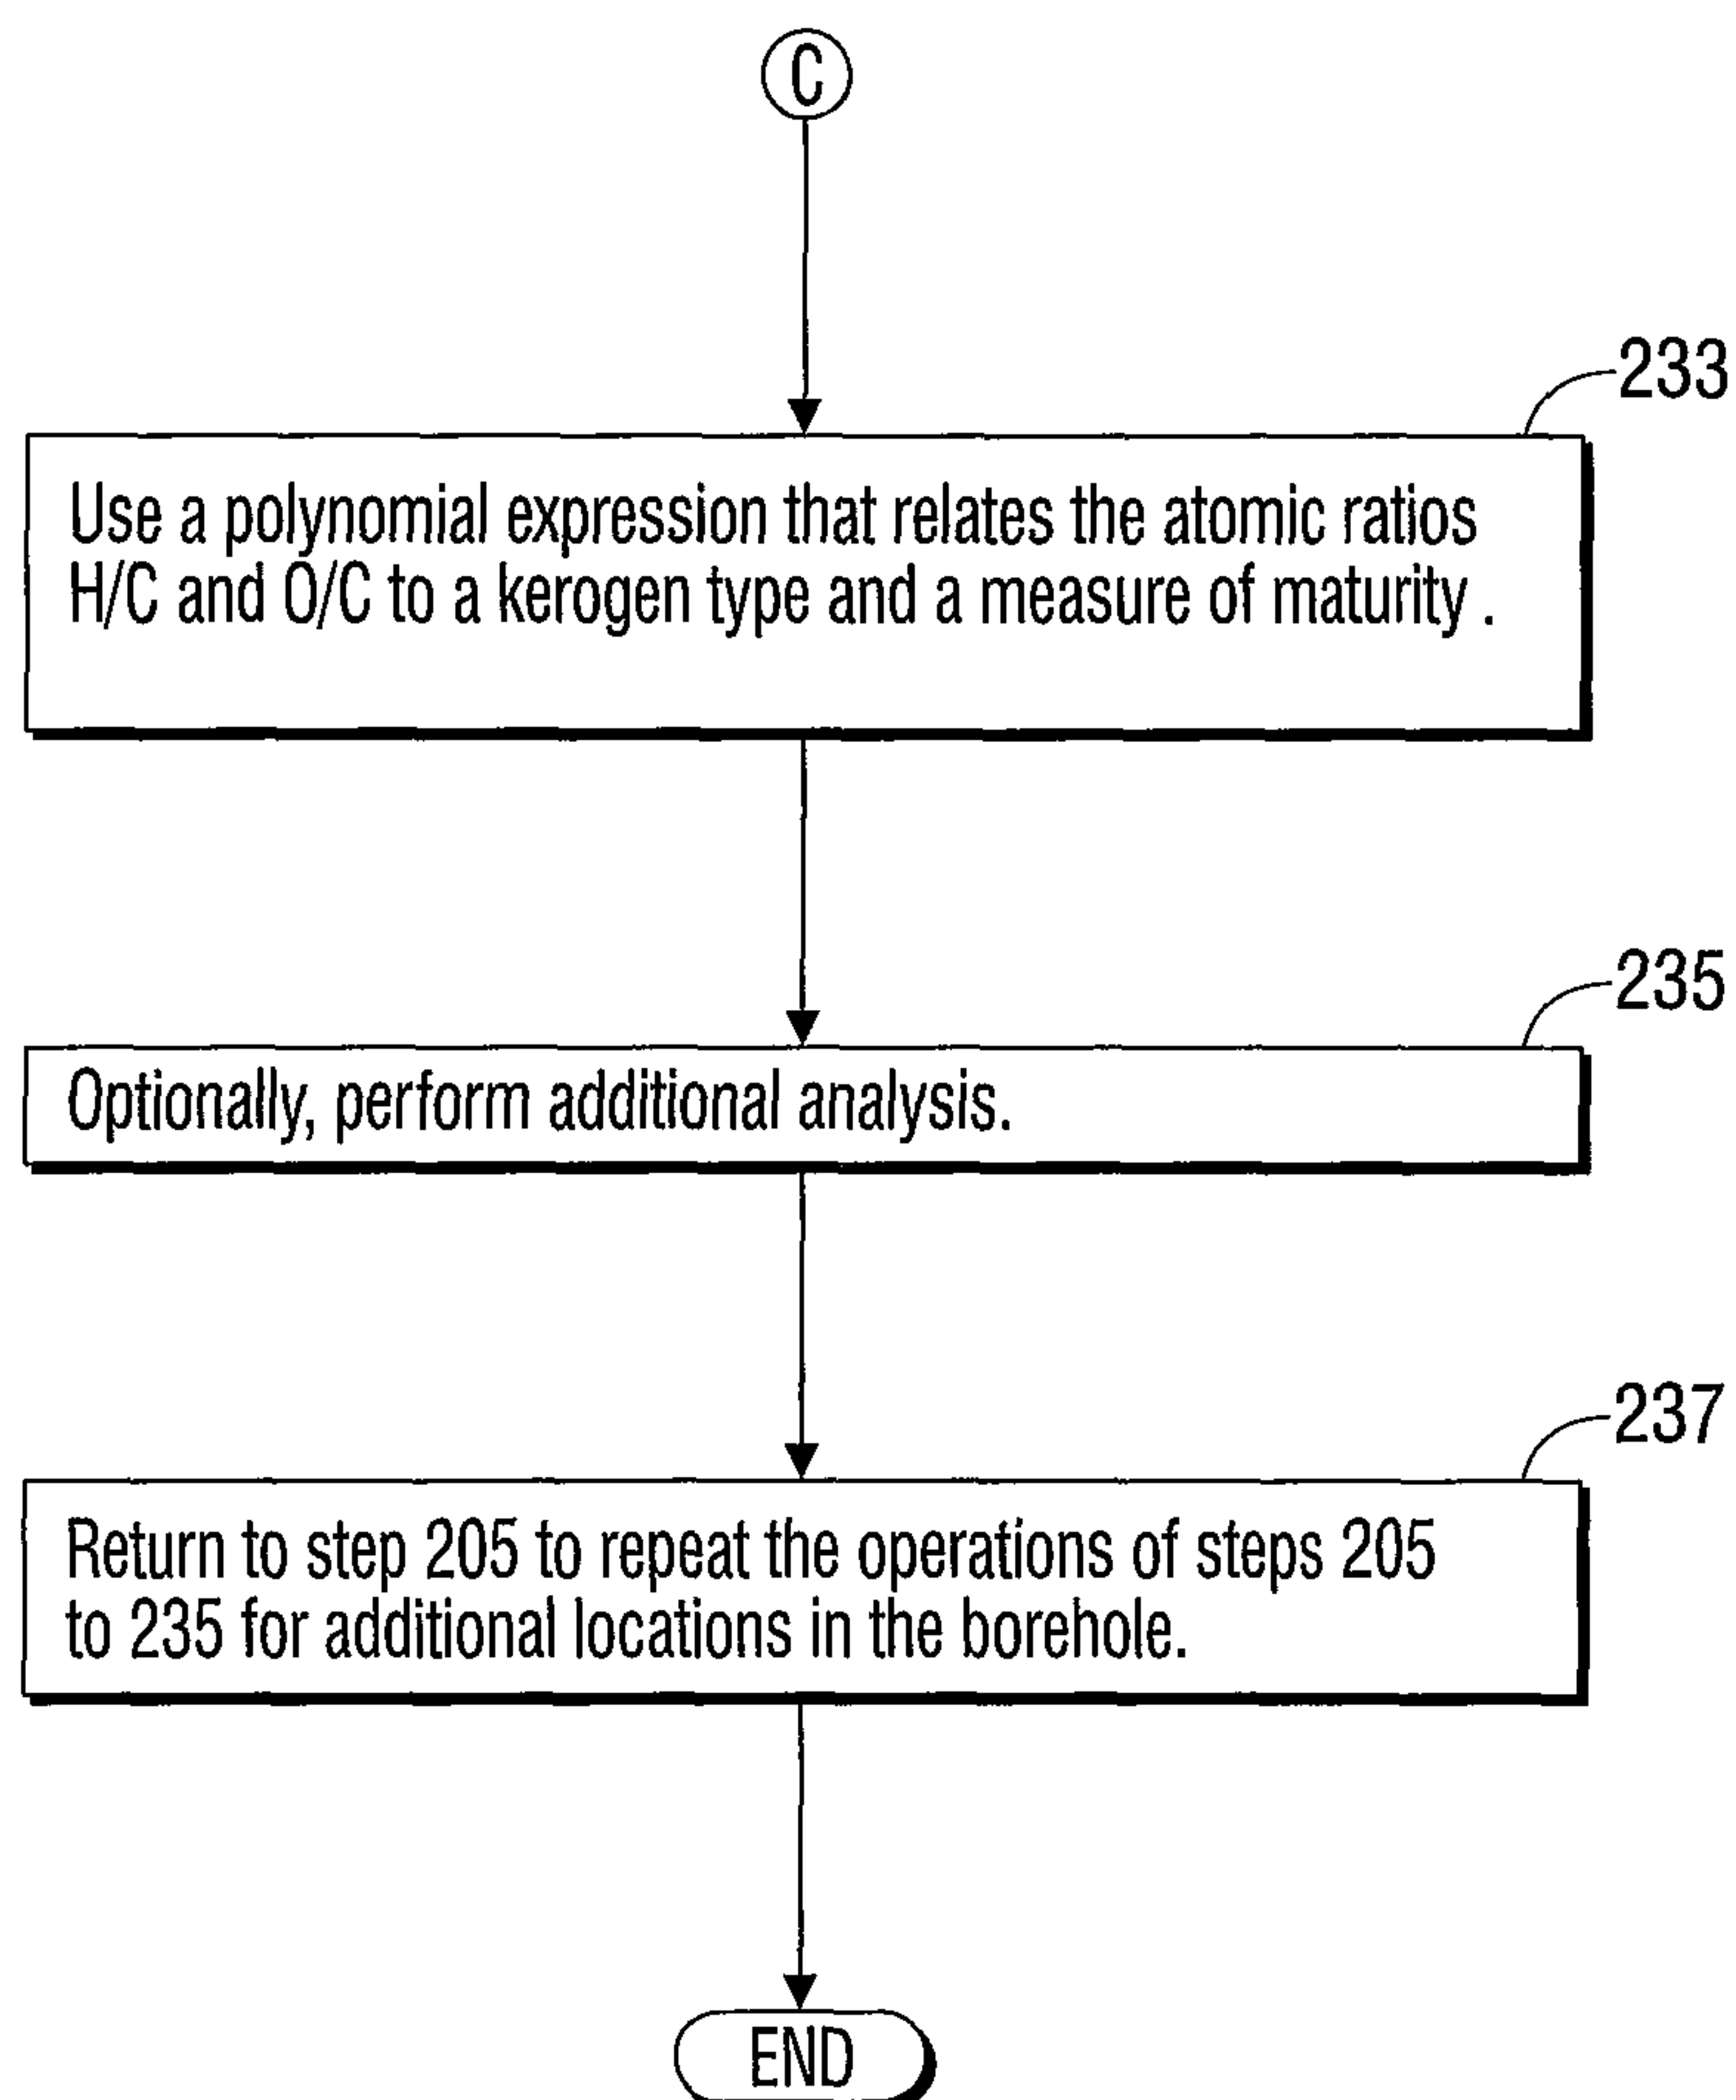 C
233
Use a polynomial expression that relates the atomic ratios
H/C and O/C to a kerogen type and a measure of maturity .
235
Optionally, perform additional analysis.
237
Return to step 205 to repeat the operations of steps 205
to 235 for additional locations in the borehole.
END